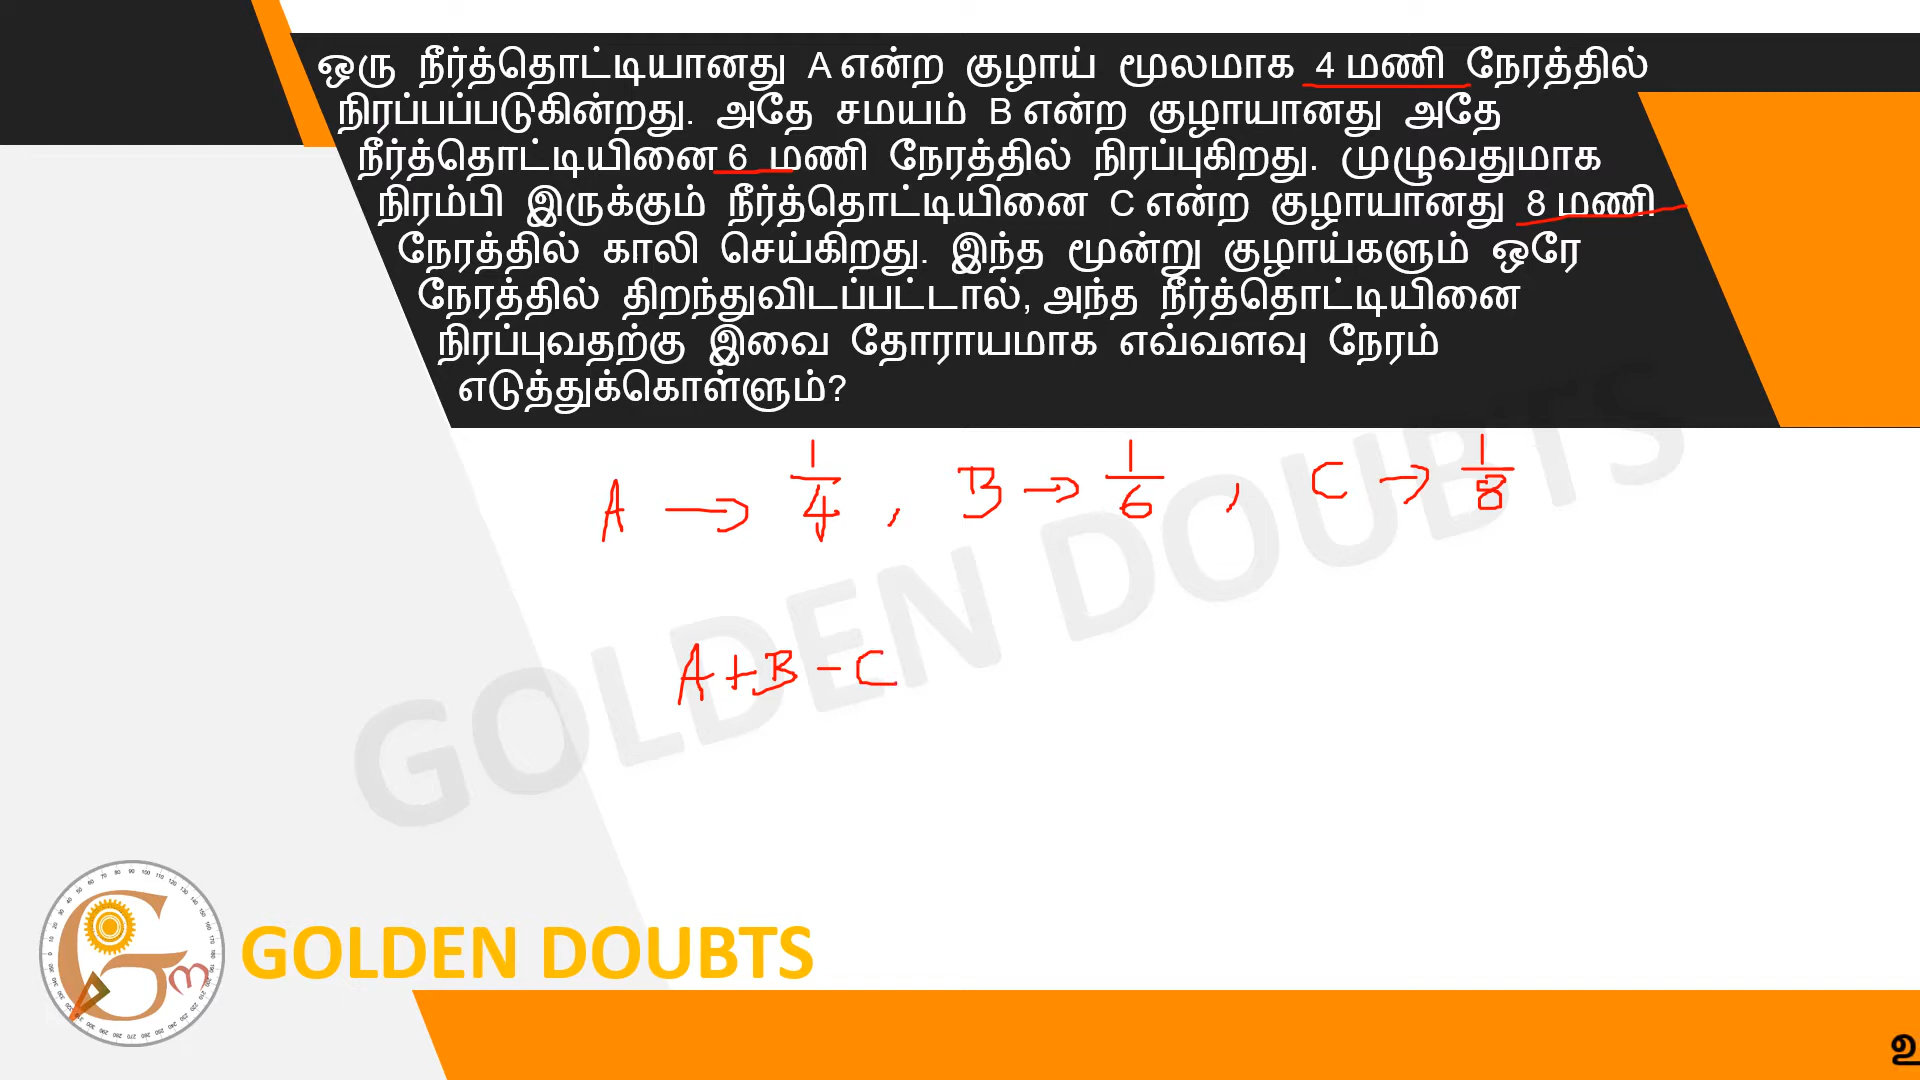 ஒரு நீர்த்தொட்டியானது A என்ற குழாய் மூலமாக 4 மணி நேரத்தில்
நிரப்பப்படுகின்றது. அதே சமயம் B என்ற குழாயானது அதே
நீர்த்தொட்டியினை 6 மணி நேரத்தில் நிரப்புகிறது. முழுவதுமாக
நிரம்பி இருக்கும் நீர்த்தொட்டியினை C என்ற குழாயானது 8 மணி
நேரத்தில் காலி செய்கிறது. இந்த மூன்று குழாய்களும் ஒரே
நேரத்தில் திறந்துவிடப்பட்டால், அந்த நீர்த்தொட்டியினை
நிரப்புவதற்கு இவை தோராயமாக எவ்வளவு நேரம்
எடுத்துக்கொள்ளும்?
A → 1/4 , B → 1/6 , C → 1/8
A+B-C
GOLDEN DOUBTS
GOLDEN DOUBTS